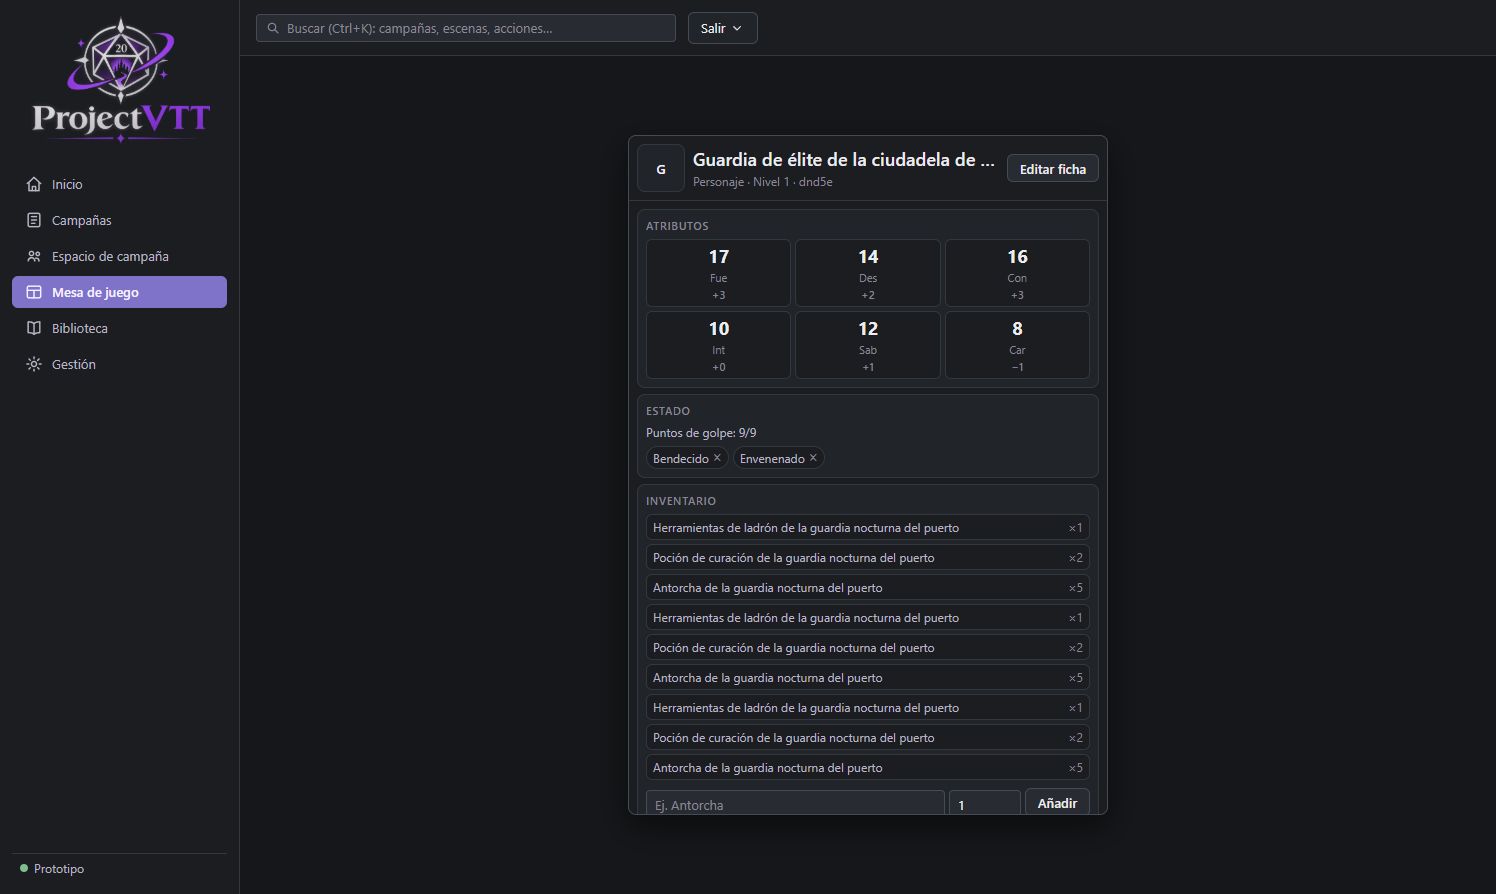 20
ProjectVTT
Inicio
Campañas
Espacio de campaña
Mesa de juego
Biblioteca
Gestión
Prototipo
Buscar (Ctrl+K): campañas, escenas, acciones...
Salir
G
Guardia de élite de la ciudadela de ...
Personaje · Nivel 1 · dnd5e
Editar ficha
ATRIBUTOS
17
Fue
+3
14
Des
+2
16
Con
+3
10
Int
+0
12
Sab
+1
8
Car
−1
ESTADO
Puntos de golpe: 9/9
Bendecido ×
Envenenado ×
INVENTARIO
Herramientas de ladrón de la guardia nocturna del puerto ×1
Poción de curación de la guardia nocturna del puerto ×2
Antorcha de la guardia nocturna del puerto ×5
Herramientas de ladrón de la guardia nocturna del puerto ×1
Poción de curación de la guardia nocturna del puerto ×2
Antorcha de la guardia nocturna del puerto ×5
Herramientas de ladrón de la guardia nocturna del puerto ×1
Poción de curación de la guardia nocturna del puerto ×2
Antorcha de la guardia nocturna del puerto ×5
Ej. Antorcha
1
Añadir